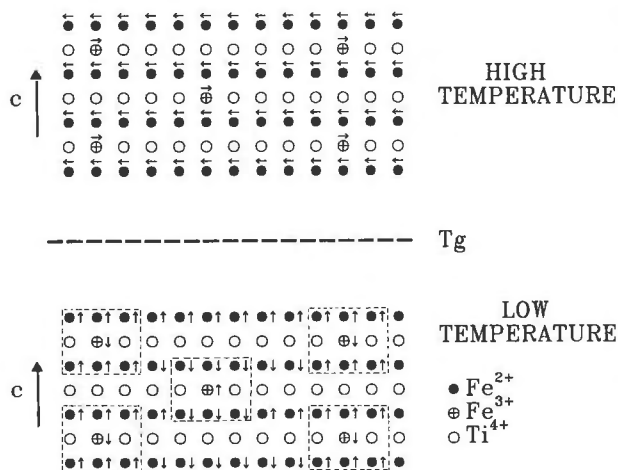 HIGH
TEMPERATURE
c
Tg
LOW
TEMPERATURE
c
● Fe²⁺
⊕ Fe³⁺
○ Ti⁴⁺